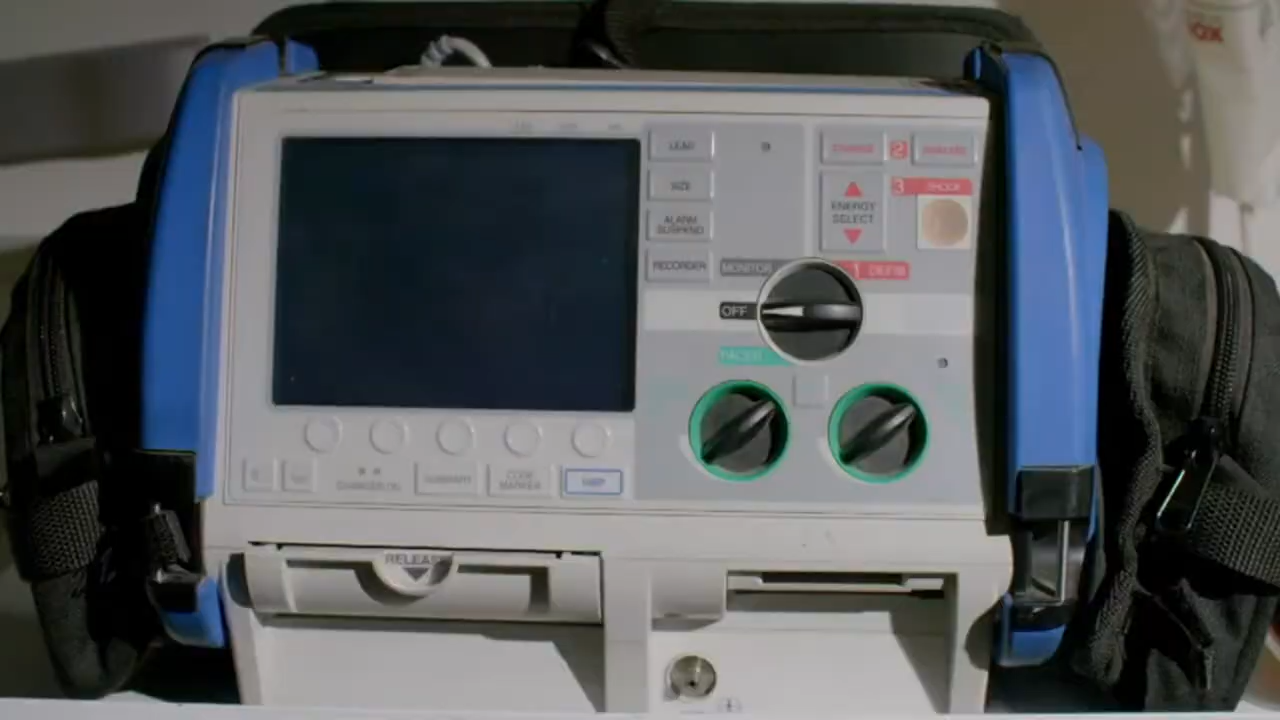 LEAD
SIZE
ALARM
SUSPEND
RECORDER
2
3 SHOCK
ENERGY
SELECT
MONITOR
1 DEFIB
OFF
PACER
CHARGER ON
SUMMARY
CODE
MARKER
NIBP
RELEASE